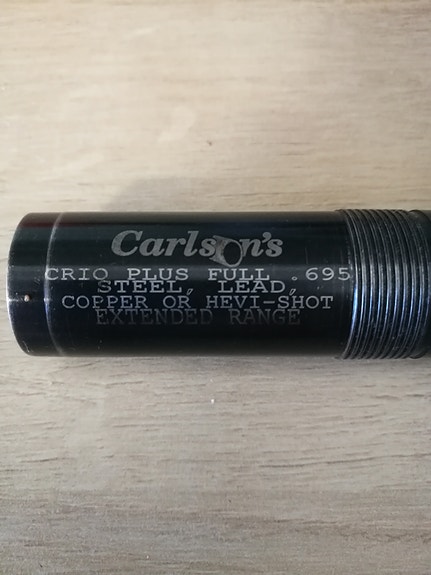 Carlson's
CRIO PLUS FULL .695
STEEL, LEAD,
COPPER OR HEVI-SHOT
EXTENDED RANGE